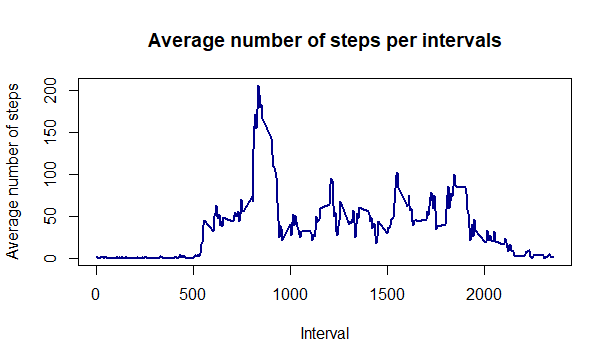 Average number of steps per intervals
Average number of steps
200
150
100
50
0
0 500 1000 1500 2000
Interval